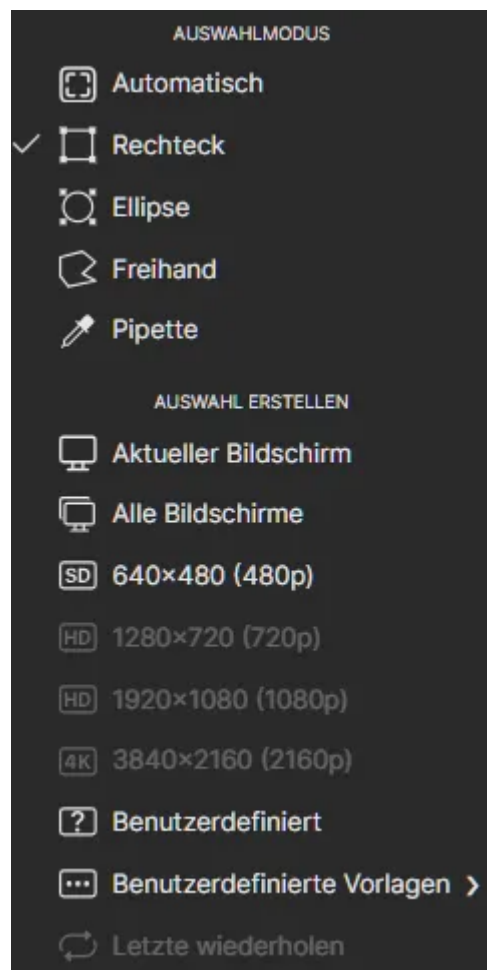 AUSWAHLMODUS
Automatisch
Rechteck
Ellipse
Freihand
Pipette
AUSWAHL ERSTELLEN
Aktueller Bildschirm
Alle Bildschirme
SD 640×480 (480p)
HD 1280×720 (720p)
HD 1920×1080 (1080p)
4K 3840×2160 (2160p)
? Benutzerdefiniert
Benutzerdefinierte Vorlagen
Letzte wiederholen